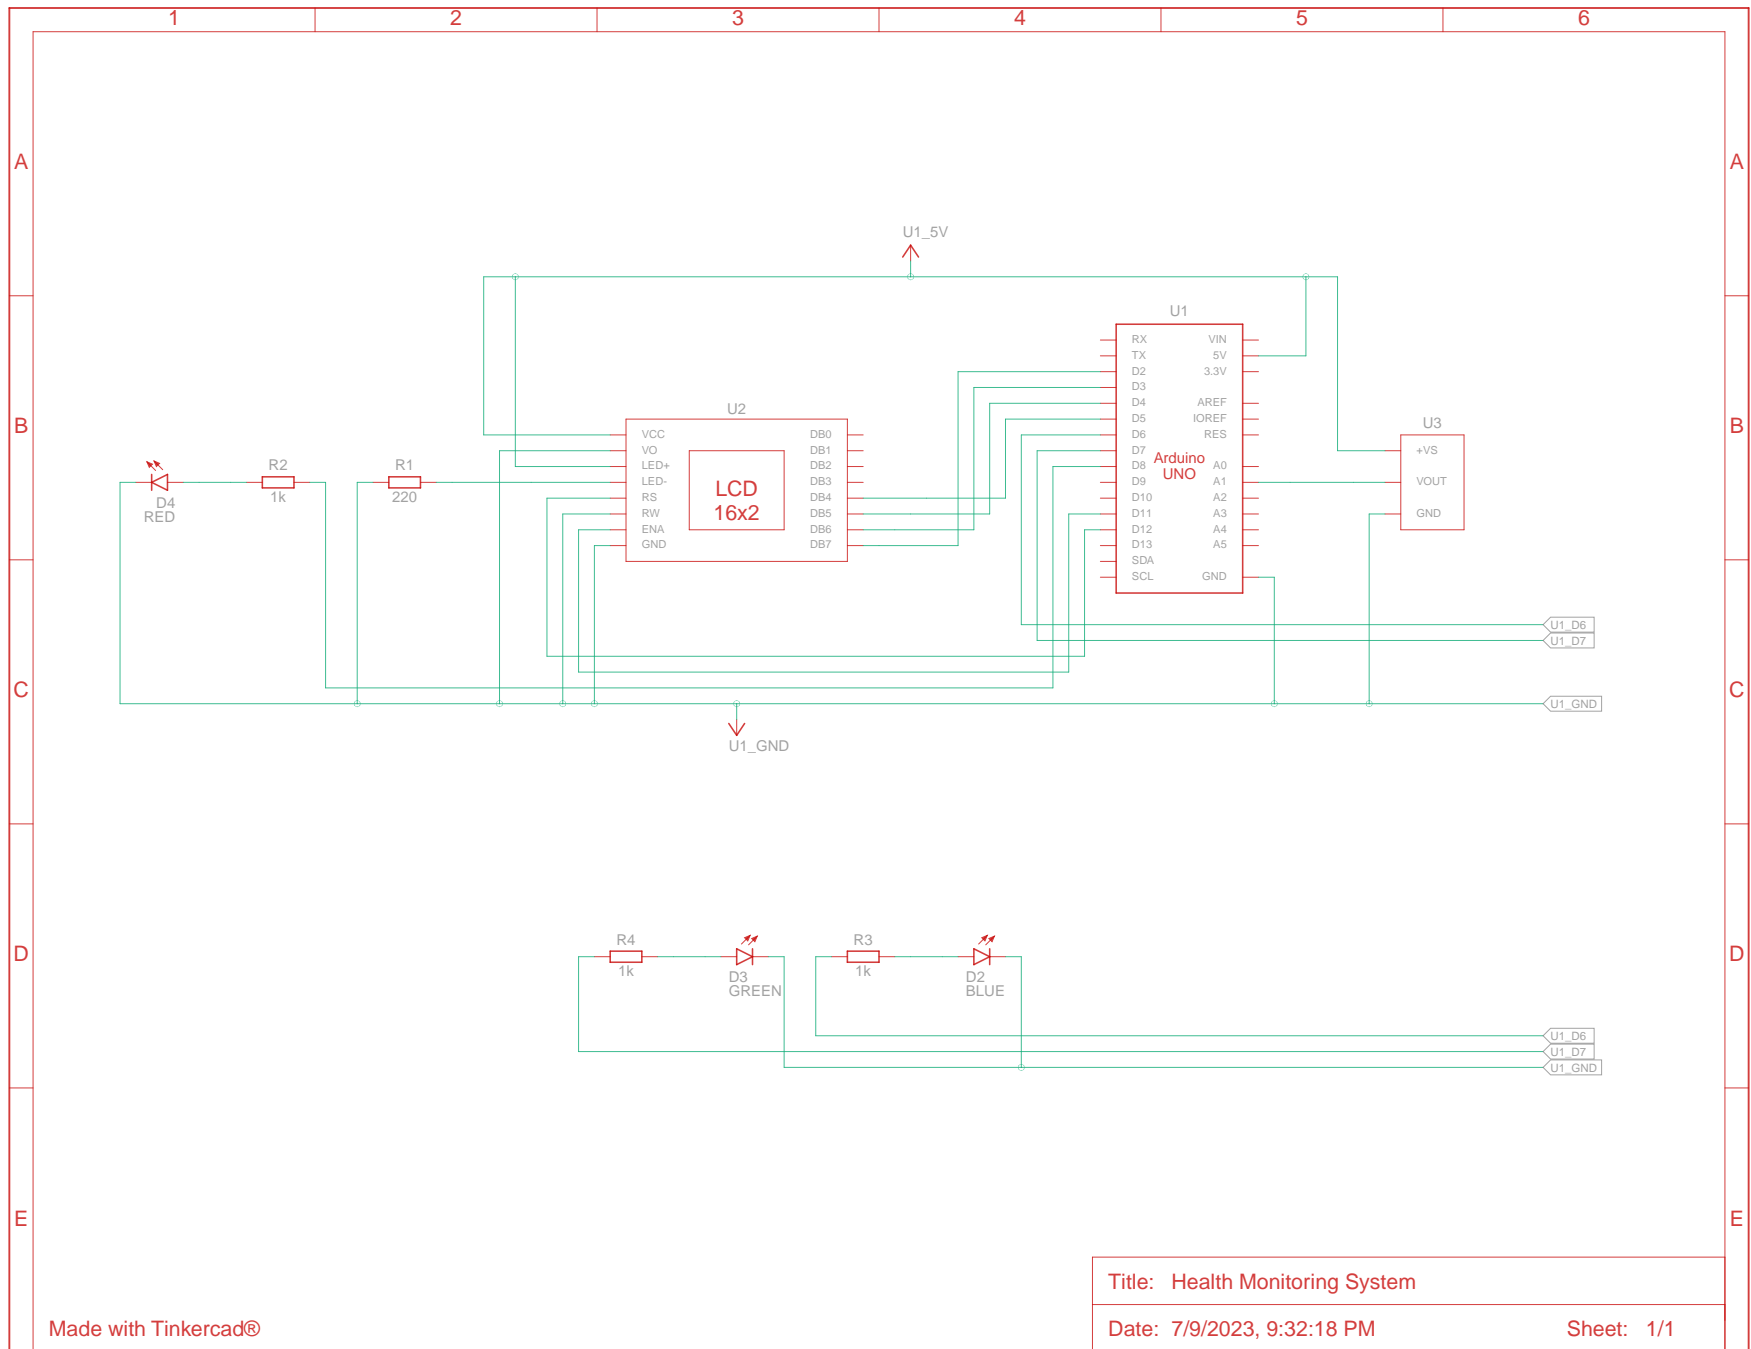 1 2 3 4 5 6
A A
U1_5V
U1
RX VIN
TX 5V
D2 3.3V
D3
D4 AREF
D5 IOREF
D6 RES
D7
D8 A0
D9 A1
D10 A2
D11 A3
D12 A4
D13 A5
SDA
SCL GND
Arduino
UNO
B B
U2
VCC DB0
VO DB1
LED+ DB2
LED- DB3
RS DB4
RW DB5
ENA DB6
GND DB7
LCD
16x2
U3
+VS
VOUT
GND
R2
1k
R1
220
D4
RED
U1_D6
U1_D7
C C
U1_GND
U1_GND
D D
R4
1k
D3
GREEN
R3
1k
D2
BLUE
U1_D6
U1_D7
U1_GND
E E
Title: Health Monitoring System
Made with Tinkercad®
Date: 7/9/2023, 9:32:18 PM Sheet: 1/1